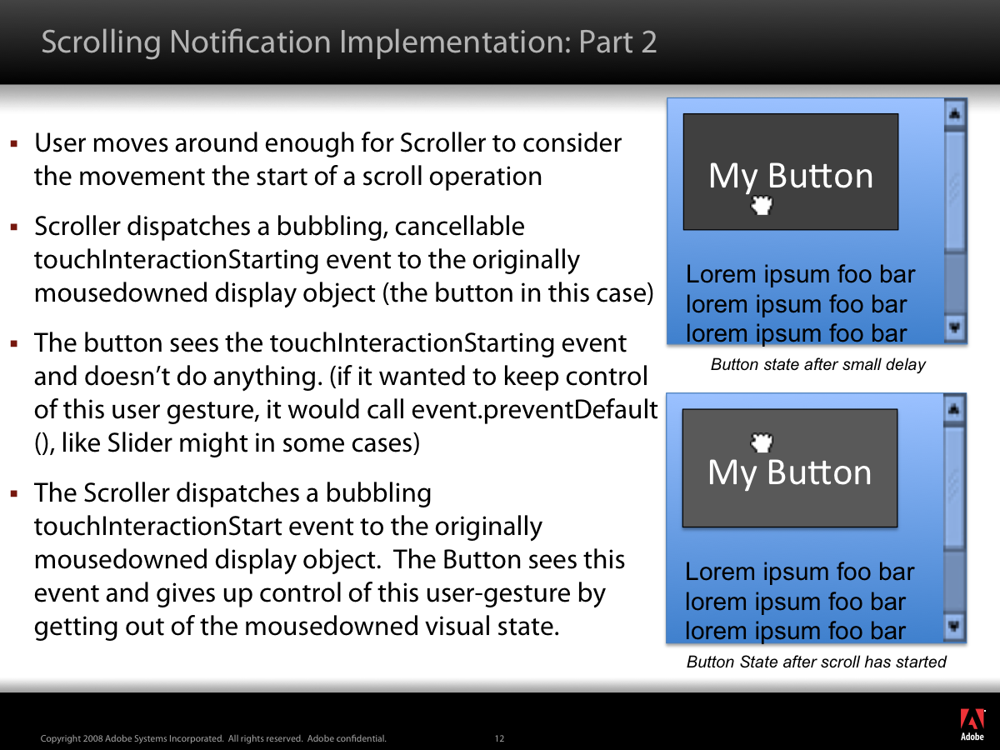 Scrolling Notification Implementation: Part 2
▪ User moves around enough for Scroller to consider
the movement the start of a scroll operation
▪ Scroller dispatches a bubbling, cancellable
touchInteractionStarting event to the originally
mousedowned display object (the button in this case)
▪ The button sees the touchInteractionStarting event
and doesn’t do anything. (if it wanted to keep control
of this user gesture, it would call event.preventDefault
(), like Slider might in some cases)
▪ The Scroller dispatches a bubbling
touchInteractionStart event to the originally
mousedowned display object.  The Button sees this
event and gives up control of this user-gesture by
getting out of the mousedowned visual state.
My Button
Lorem ipsum foo bar
lorem ipsum foo bar
lorem ipsum foo bar
Button state after small delay
My Button
Lorem ipsum foo bar
lorem ipsum foo bar
lorem ipsum foo bar
Button State after scroll has started
Copyright 2008 Adobe Systems Incorporated.  All rights reserved.  Adobe confidential.
12
Adobe